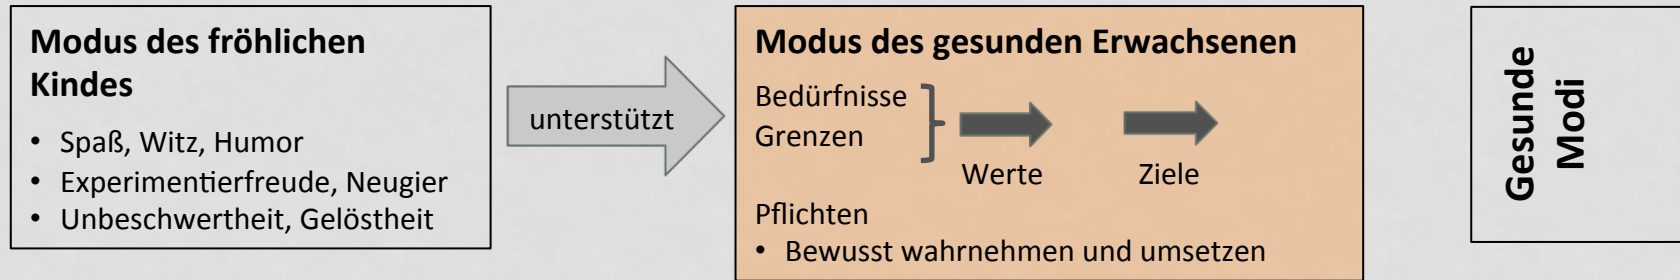 Modus des fröhlichen
Kindes
• Spaß, Witz, Humor
• Experimentierfreude, Neugier
• Unbeschwertheit, Gelöstheit
unterstützt
Modus des gesunden Erwachsenen
Bedürfnisse
Grenzen
Werte
Ziele
Pflichten
• Bewusst wahrnehmen und umsetzen
Gesunde
Modi